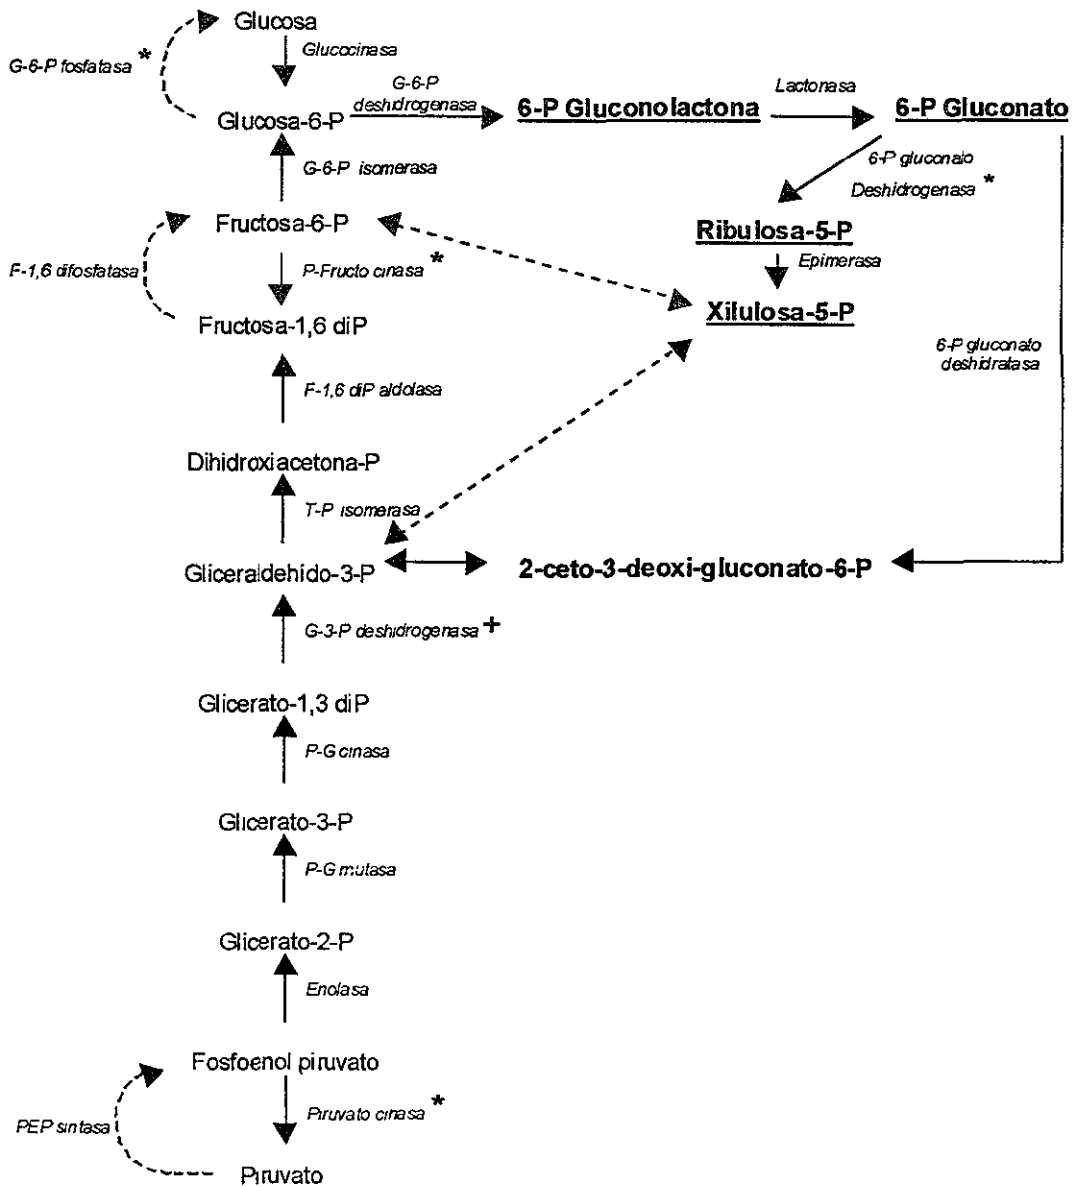 Glucosa
Glucocinasa
G-6-P fosfatasa *
G-6-P
deshidrogenasa
Lactonasa
Glucosa-6-P
6-P Gluconolactona
6-P Gluconato
G-6-P isomerasa
6-P gluconato
Deshidrogenasa *
Fructosa-6-P
Ribulosa-5-P
F-1,6 difosfatasa
P-Fructo cinasa *
Epimerasa
Fructosa-1,6 diP
Xilulosa-5-P
6-P gluconato
deshidratasa
F-1,6 diP aldolasa
Dihidroxiacetona-P
T-P isomerasa
Gliceraldehido-3-P
2-ceto-3-deoxi-gluconato-6-P
G-3-P deshidrogenasa +
Glicerato-1,3 diP
P-G cinasa
Glicerato-3-P
P-G mutasa
Glicerato-2-P
Enolasa
Fosfoenol piruvato
PEP sintasa
Piruvato cinasa *
Piruvato